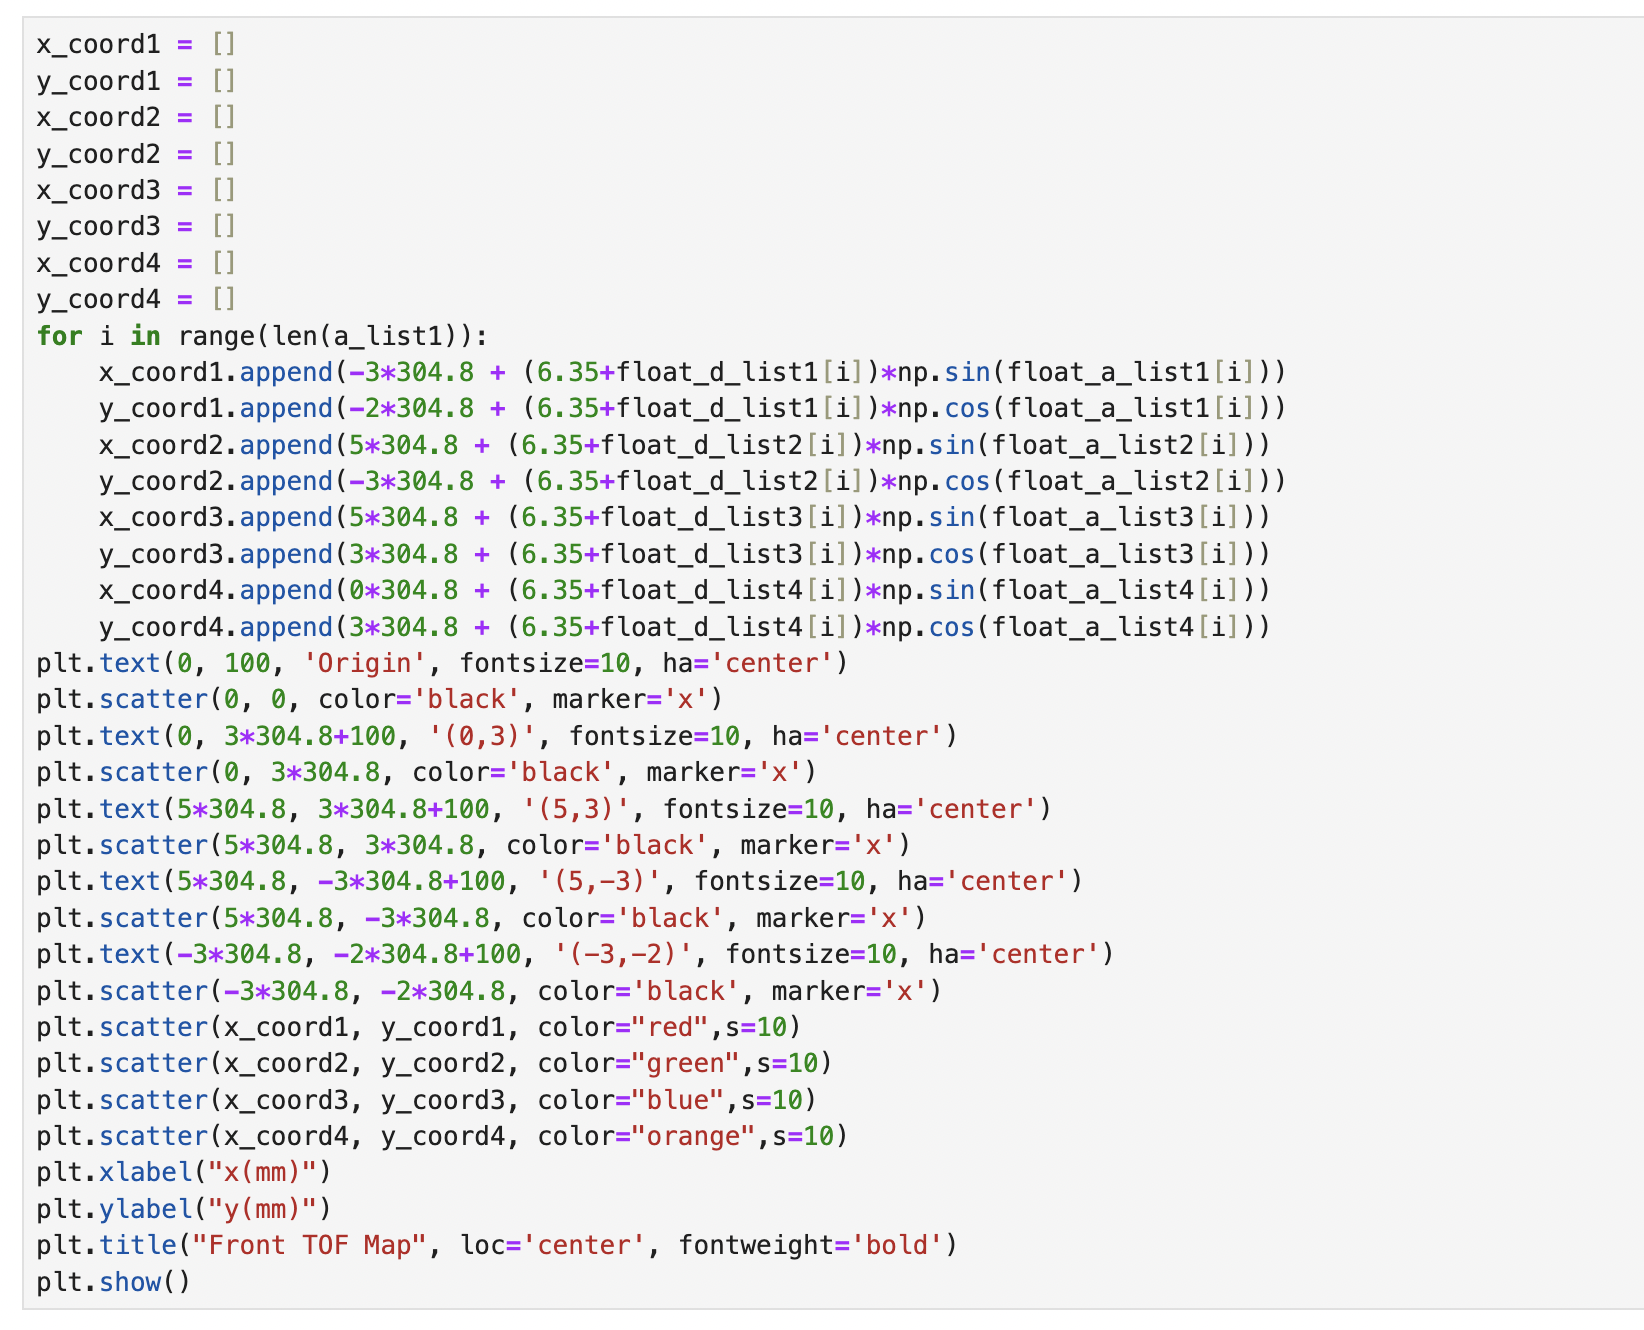 x_coord1 = []
y_coord1 = []
x_coord2 = []
y_coord2 = []
x_coord3 = []
y_coord3 = []
x_coord4 = []
y_coord4 = []
for i in range(len(a_list1)):
    x_coord1.append(-3*304.8 + (6.35+float_d_list1[i])*np.sin(float_a_list1[i]))
    y_coord1.append(-2*304.8 + (6.35+float_d_list1[i])*np.cos(float_a_list1[i]))
    x_coord2.append(5*304.8 + (6.35+float_d_list2[i])*np.sin(float_a_list2[i]))
    y_coord2.append(-3*304.8 + (6.35+float_d_list2[i])*np.cos(float_a_list2[i]))
    x_coord3.append(5*304.8 + (6.35+float_d_list3[i])*np.sin(float_a_list3[i]))
    y_coord3.append(3*304.8 + (6.35+float_d_list3[i])*np.cos(float_a_list3[i]))
    x_coord4.append(0*304.8 + (6.35+float_d_list4[i])*np.sin(float_a_list4[i]))
    y_coord4.append(3*304.8 + (6.35+float_d_list4[i])*np.cos(float_a_list4[i]))
plt.text(0, 100, 'Origin', fontsize=10, ha='center')
plt.scatter(0, 0, color='black', marker='x')
plt.text(0, 3*304.8+100, '(0,3)', fontsize=10, ha='center')
plt.scatter(0, 3*304.8, color='black', marker='x')
plt.text(5*304.8, 3*304.8+100, '(5,3)', fontsize=10, ha='center')
plt.scatter(5*304.8, 3*304.8, color='black', marker='x')
plt.text(5*304.8, -3*304.8+100, '(5,-3)', fontsize=10, ha='center')
plt.scatter(5*304.8, -3*304.8, color='black', marker='x')
plt.text(-3*304.8, -2*304.8+100, '(-3,-2)', fontsize=10, ha='center')
plt.scatter(-3*304.8, -2*304.8, color='black', marker='x')
plt.scatter(x_coord1, y_coord1, color="red",s=10)
plt.scatter(x_coord2, y_coord2, color="green",s=10)
plt.scatter(x_coord3, y_coord3, color="blue",s=10)
plt.scatter(x_coord4, y_coord4, color="orange",s=10)
plt.xlabel("x(mm)")
plt.ylabel("y(mm)")
plt.title("Front TOF Map", loc='center', fontweight='bold')
plt.show()